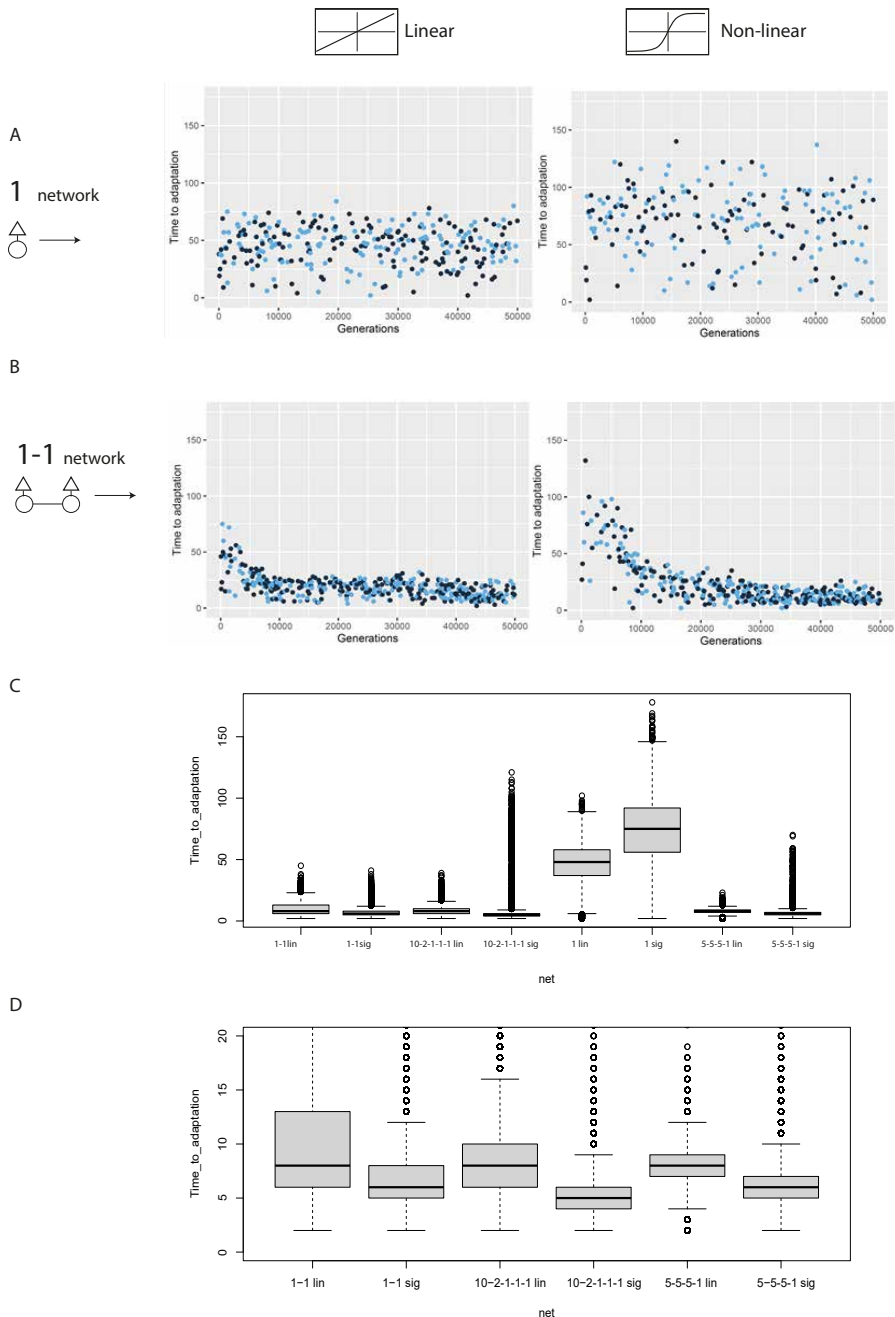 Linear
Non-linear
A
1 network
Time to adaptation
150
100
50
0
0 10000 20000 30000 40000 50000
Generations
Time to adaptation
150
100
50
0
0 10000 20000 30000 40000 50000
Generations
B
1-1 network
Time to adaptation
150
100
50
0
0 10000 20000 30000 40000 50000
Generations
Time to adaptation
150
100
50
0
0 10000 20000 30000 40000 50000
Generations
C
Time_to_adaptation
150
100
50
0
1-1lin 1-1sig 10-2-1-1-1 lin 10-2-1-1-1 sig 1 lin 1 sig 5-5-5-1 lin 5-5-5-1 sig
net
D
Time_to_adaptation
20
15
10
5
0
1−1 lin 1−1 sig 10−2-1-1-1 lin 10−2-1-1-1 sig 5-5-5-1 lin 5−5-5-1 sig
net